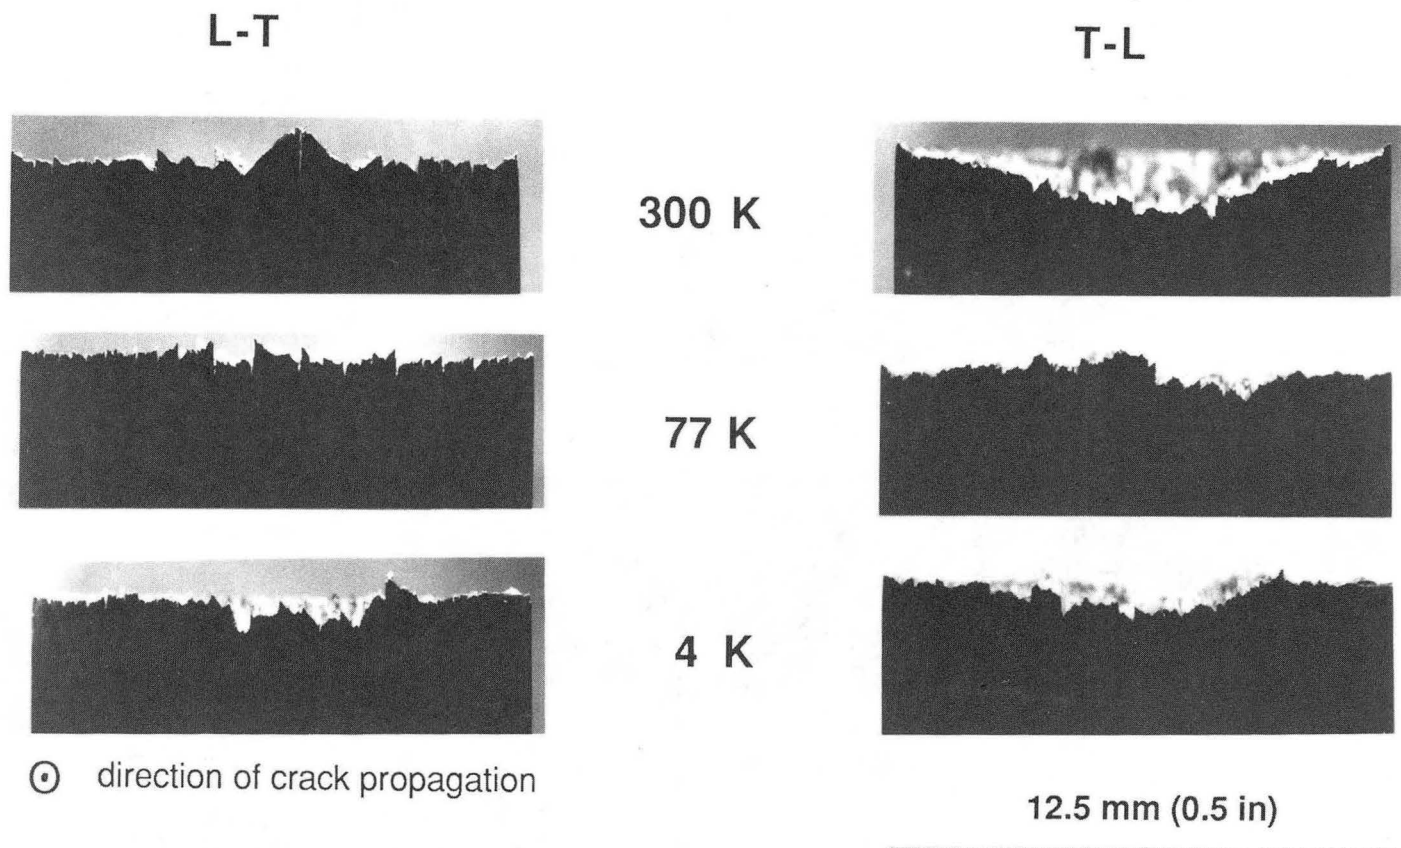 L-T
T-L
300 K
77 K
4 K
direction of crack propagation
12.5 mm (0.5 in)